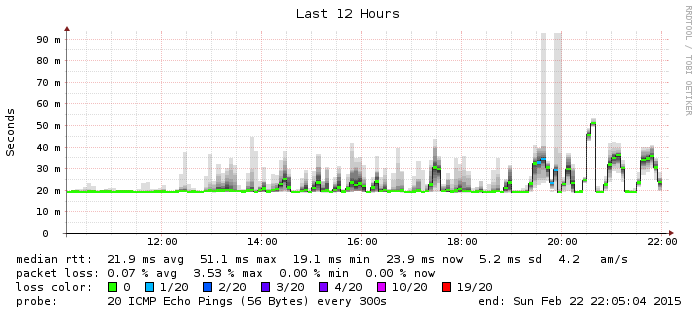 Last 12 Hours
RRDTOOL / TOBI OETIKER
Seconds
90 m
80 m
70 m
60 m
50 m
40 m
30 m
20 m
10 m
0
12:00 14:00 16:00 18:00 20:00 22:00
median rtt: 21.9 ms avg 51.1 ms max 19.1 ms min 23.9 ms now 5.2 ms sd 4.2 am/s
packet loss: 0.07 % avg 3.53 % max 0.00 % min 0.00 % now
loss color: 0 1/20 2/20 3/20 4/20 10/20 19/20
probe: 20 ICMP Echo Pings (56 Bytes) every 300s end: Sun Feb 22 22:05:04 2015